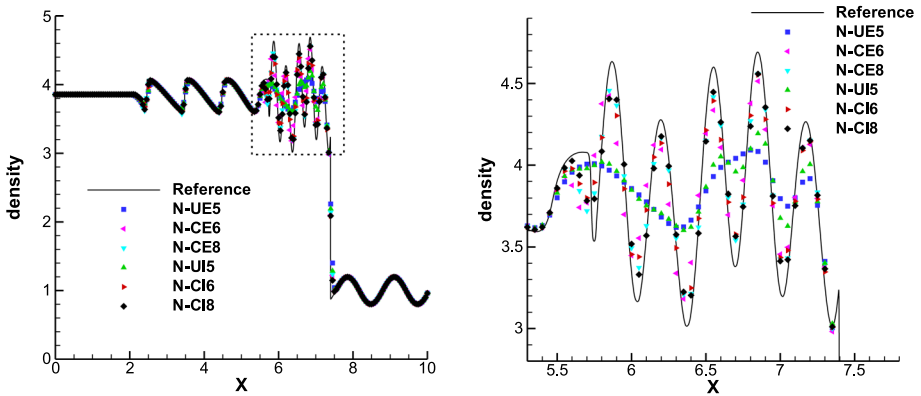 5
4
3
2
1
0
density
0
2
4
6
8
10
X
Reference
N-UE5
N-CE6
N-CE8
N-UI5
N-CI6
N-CI8
4.5
4
3.5
3
density
5.5
6
6.5
7
7.5
X
Reference
N-UE5
N-CE6
N-CE8
N-UI5
N-CI6
N-CI8